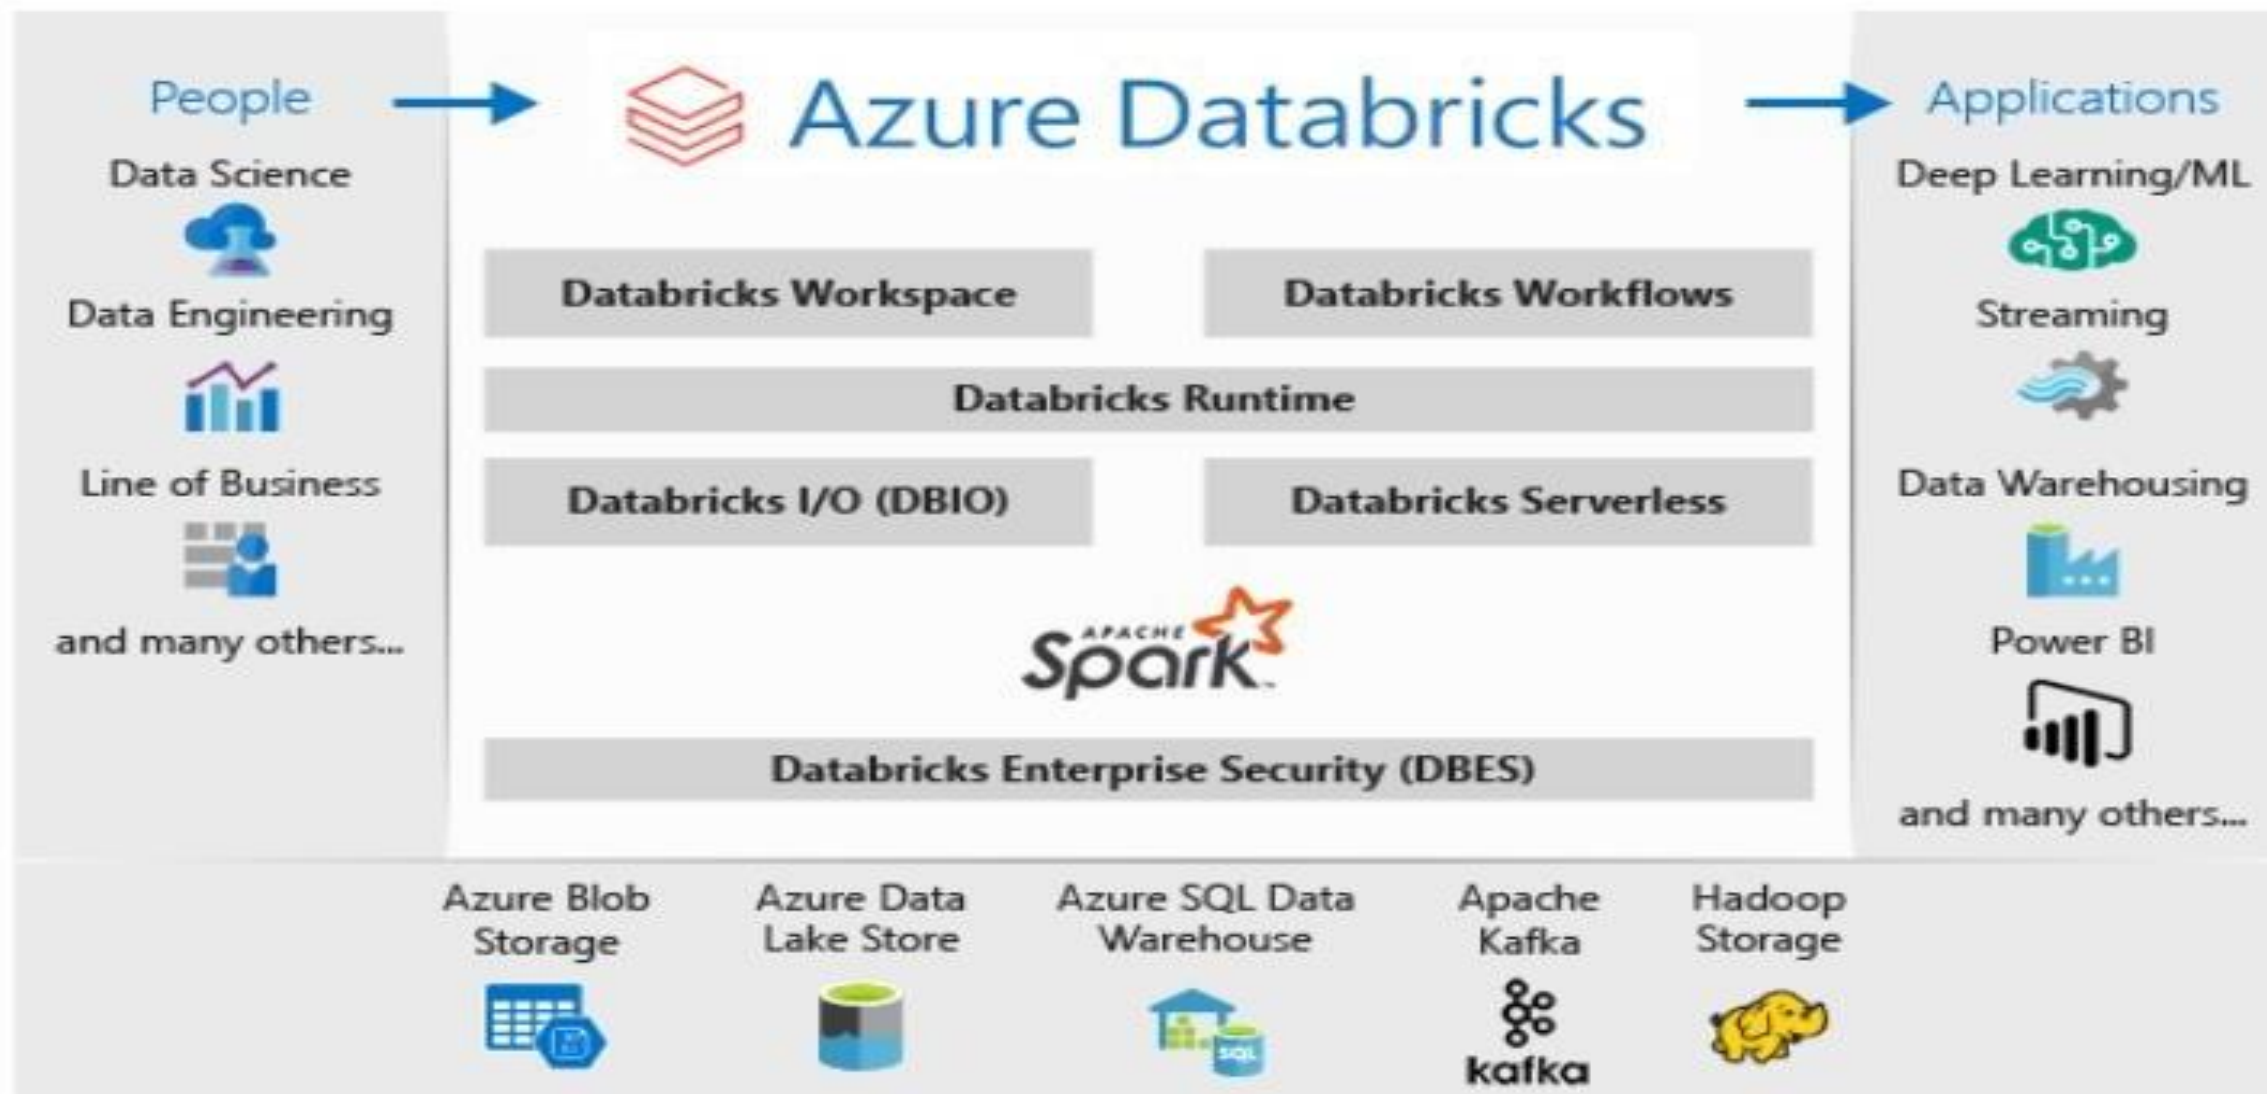 People
Azure Databricks
Applications
Data Science
Data Engineering
Line of Business
and many others...
Databricks Workspace
Databricks Workflows
Databricks Runtime
Databricks I/O (DBIO)
Databricks Serverless
APACHE
Spark™
Databricks Enterprise Security (DBES)
Deep Learning/ML
Streaming
Data Warehousing
Power BI
and many others...
Azure Blob
Storage
Azure Data
Lake Store
Azure SQL Data
Warehouse
SQL
Apache
Kafka
kafka
Hadoop
Storage